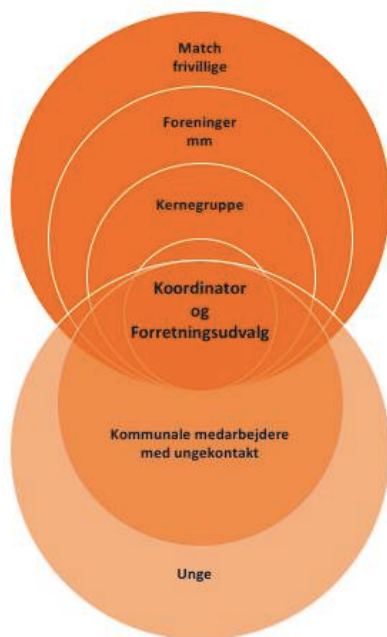 Match
frivillige
Foreninger
mm
Kernegruppe
Koordinator
og
Forretningsudvalg
Kommunale medarbejdere
med ungekontakt
Unge